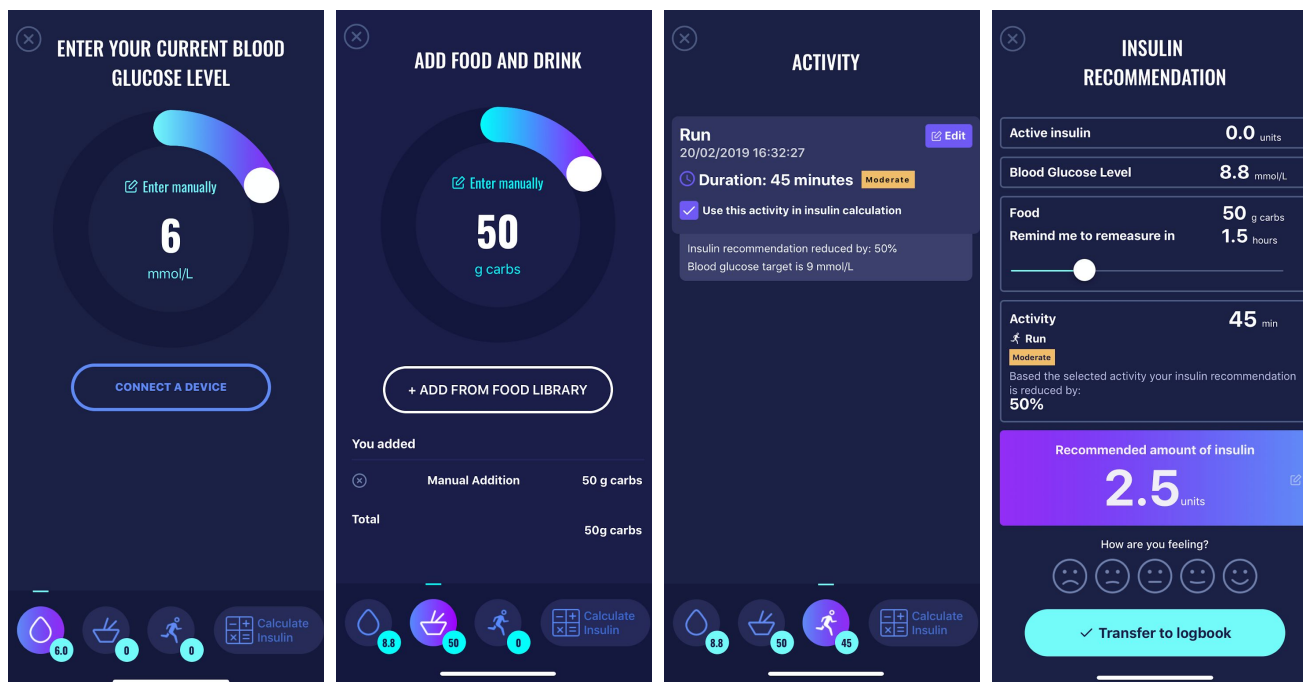 ENTER YOUR CURRENT BLOOD
GLUCOSE LEVEL
Enter manually
6
mmol/L
CONNECT A DEVICE
6.0
0
0
Calculate
Insulin
ADD FOOD AND DRINK
Enter manually
50
g carbs
+ ADD FROM FOOD LIBRARY
You added
Manual Addition 50 g carbs
Total
50g carbs
8.8
50
0
Calculate
Insulin
ACTIVITY
Run
Edit
20/02/2019 16:32:27
Duration: 45 minutes Moderate
Use this activity in insulin calculation
Insulin recommendation reduced by: 50%
Blood glucose target is 9 mmol/L
8.8
50
45
Calculate
Insulin
INSULIN
RECOMMENDATION
Active insulin 0.0 units
Blood Glucose Level 8.8 mmol/L
Food 50 g carbs
Remind me to remeasure in 1.5 hours
Activity 45 min
Run
Moderate
Based the selected activity your insulin recommendation
is reduced by:
50%
Recommended amount of insulin
2.5 units
How are you feeling?
Transfer to logbook